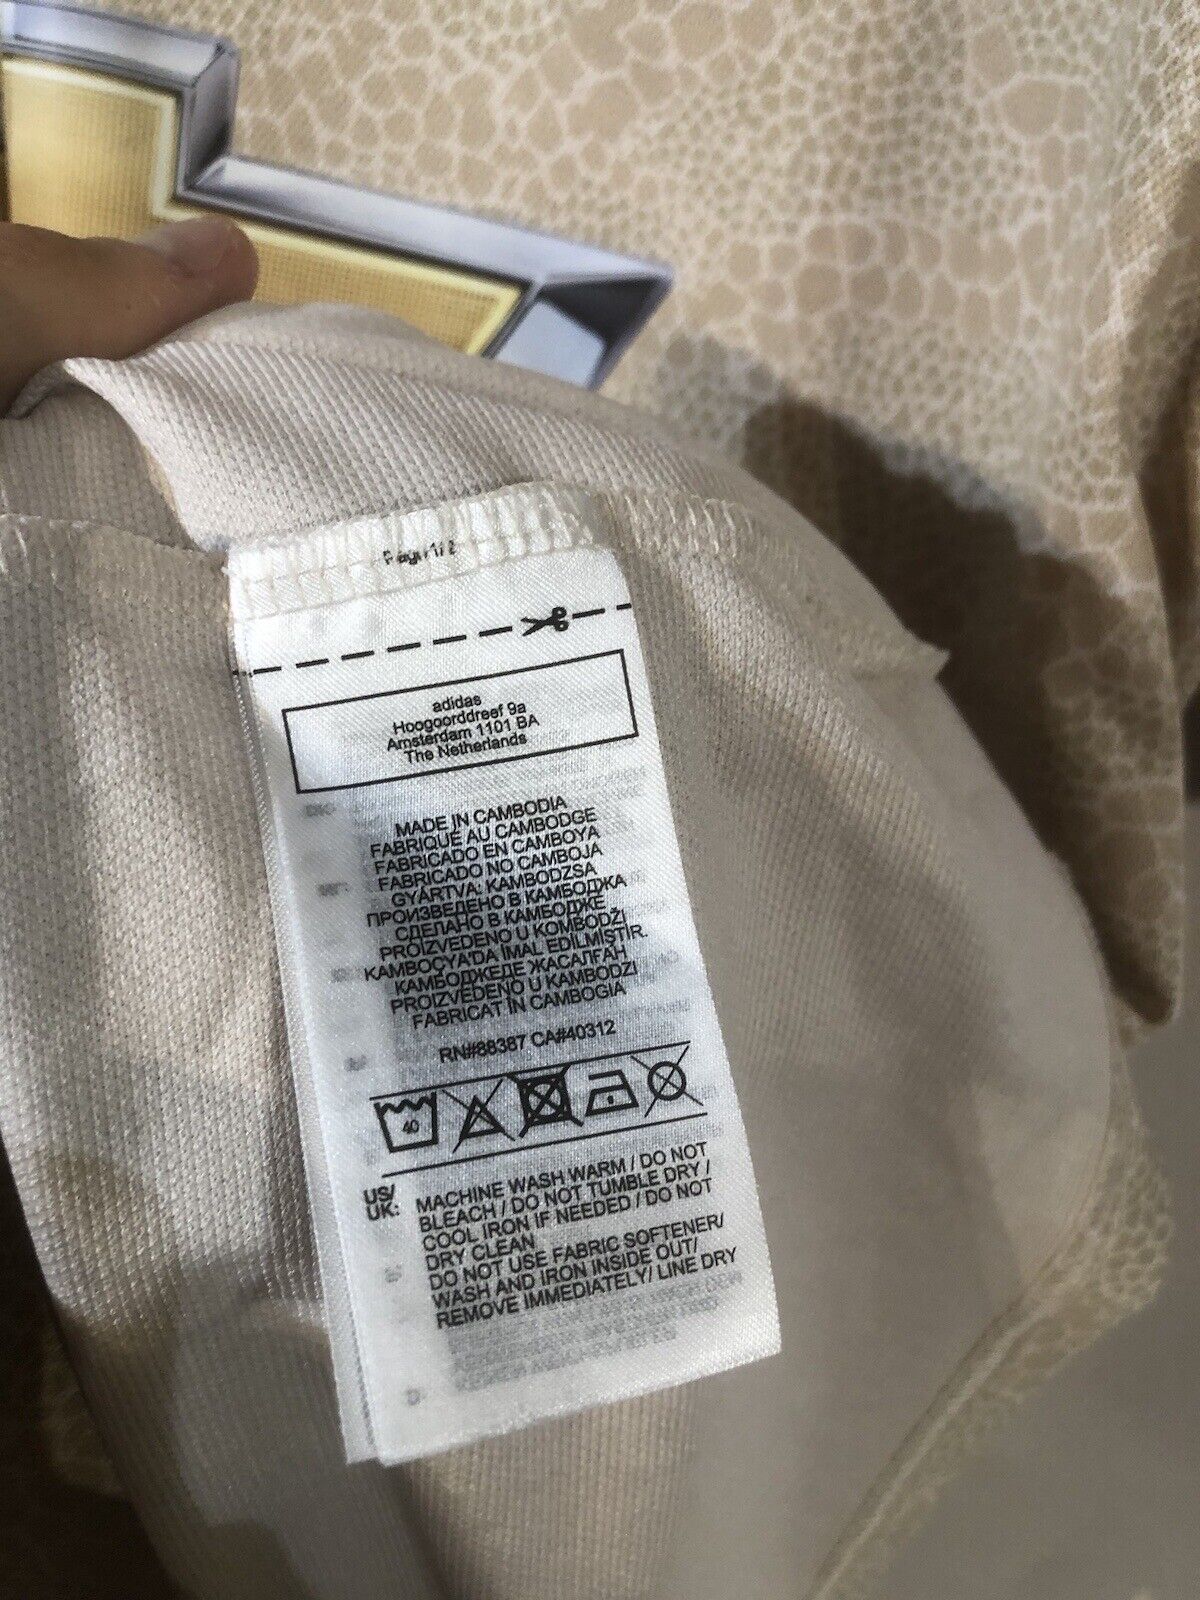 adidas
Hoogoorddreef 9a
Amsterdam 1101 BA
The Netherlands
MADE IN CAMBODIA
FABRIQUÉ AU CAMBODGE
FABRICADO EN CAMBOYA
FABRICADO NO CAMBOJA
GYÁRTVA: KAMBODZSA
ПРОИЗВЕДЕНО В КАМБОДЖА
СДЕЛАНО В КАМБОДЖЕ
PROIZVEDENO U KOMBODŽI
KAMBOÇYA'DA İMAL EDİLMİŞTİR.
КАМБОДЖЕДЕ ЖАСАЛҒАН
PROIZVEDENO U KAMBODZI
FABRICAT ÎN CAMBOGIA
RN#88387 CA#40312
40
US/ UK: MACHINE WASH WARM / DO NOT
BLEACH / DO NOT TUMBLE DRY /
COOL IRON IF NEEDED / DO NOT
DRY CLEAN
DO NOT USE FABRIC SOFTENER/
WASH AND IRON INSIDE OUT/
REMOVE IMMEDIATELY/ LINE DRY